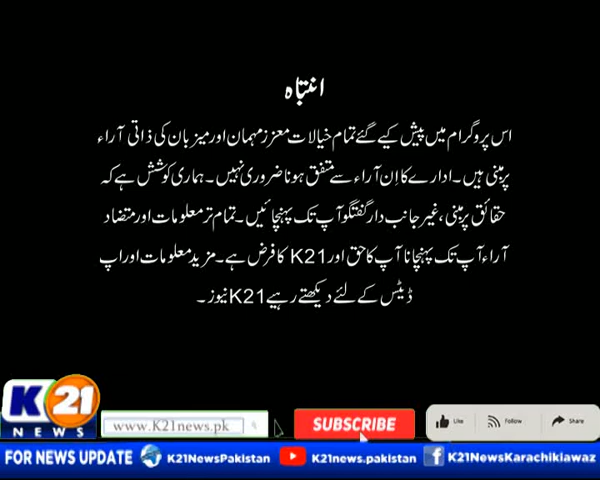 انتباہ
اس پروگرام میں پیش کیے گئے تمام خیالات معزز مہمان اور میزبان کی ذاتی آراء
پر مبنی ہیں۔ ادارے کا اِن آراء سے متفق ہونا ضروری نہیں۔ ہماری کوشش ہے کہ
حقائق پر مبنی، غیر جانب دار گفتگو آپ تک پہنچائیں۔ تمام تر معلومات اور متضاد
آراء آپ تک پہنچانا آپ کا حق اور K21 کا فرض ہے۔ مزید معلومات اور اپ
ڈیٹس کے لئے دیکھتے رہیے K21 نیوز۔
K21
NEWS
www.K21news.pk
SUBSCRIBE
Like
Follow
Share
FOR NEWS UPDATE
K21NewsPakistan
K21news.pakistan
K21NewsKarachikiawaz